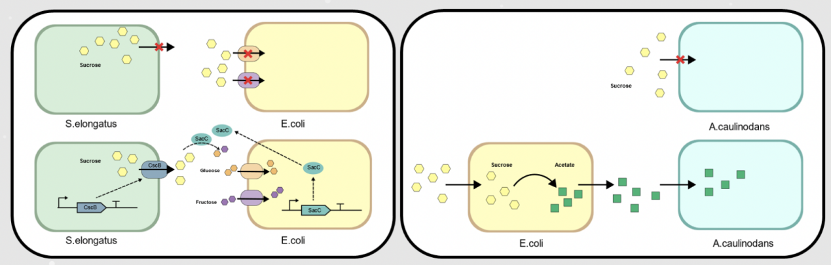 Sucrose
S.elongatus
E.coli
Sucrose
CscB
CscB
S.elongatus
SacC
SacC
SacC
Glucose
Fructose
SacC
E.coli
Sucrose
A.caulinodans
Sucrose
Acetate
E.coli
A.caulinodans